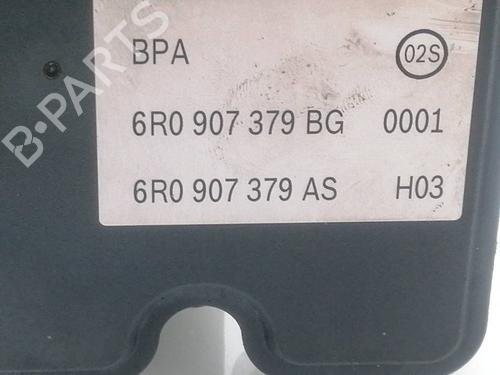 BPA 02S
6R0 907 379 BG 0001
6R0 907 379 AS H03
B-PARTS